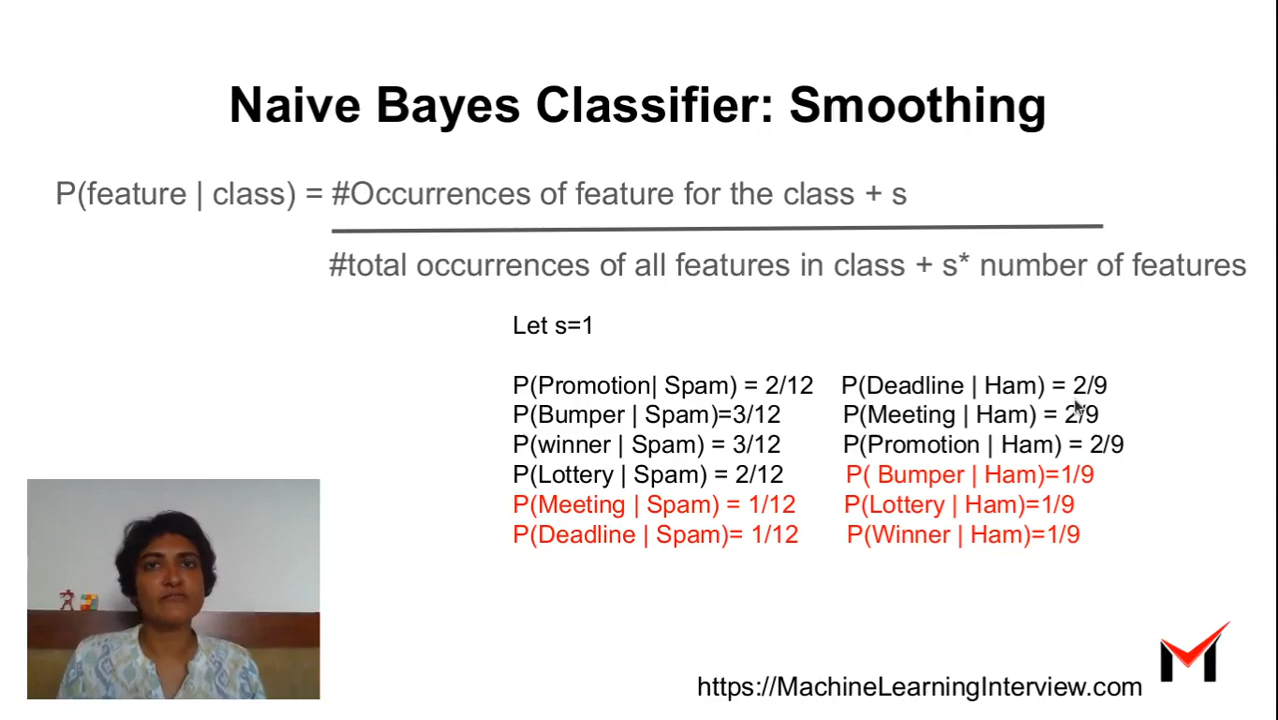 Naive Bayes Classifier: Smoothing
P(feature | class) = #Occurrences of feature for the class + s
#total occurrences of all features in class + s* number of features
Let s=1
P(Promotion| Spam) = 2/12 P(Deadline | Ham) = 2/9
P(Bumper | Spam)=3/12 P(Meeting | Ham) = 2/9
P(winner | Spam) = 3/12 P(Promotion | Ham) = 2/9
P(Lottery | Spam) = 2/12 P( Bumper | Ham)=1/9
P(Meeting | Spam) = 1/12 P(Lottery | Ham)=1/9
P(Deadline | Spam)= 1/12 P(Winner | Ham)=1/9
https://MachineLearningInterview.com